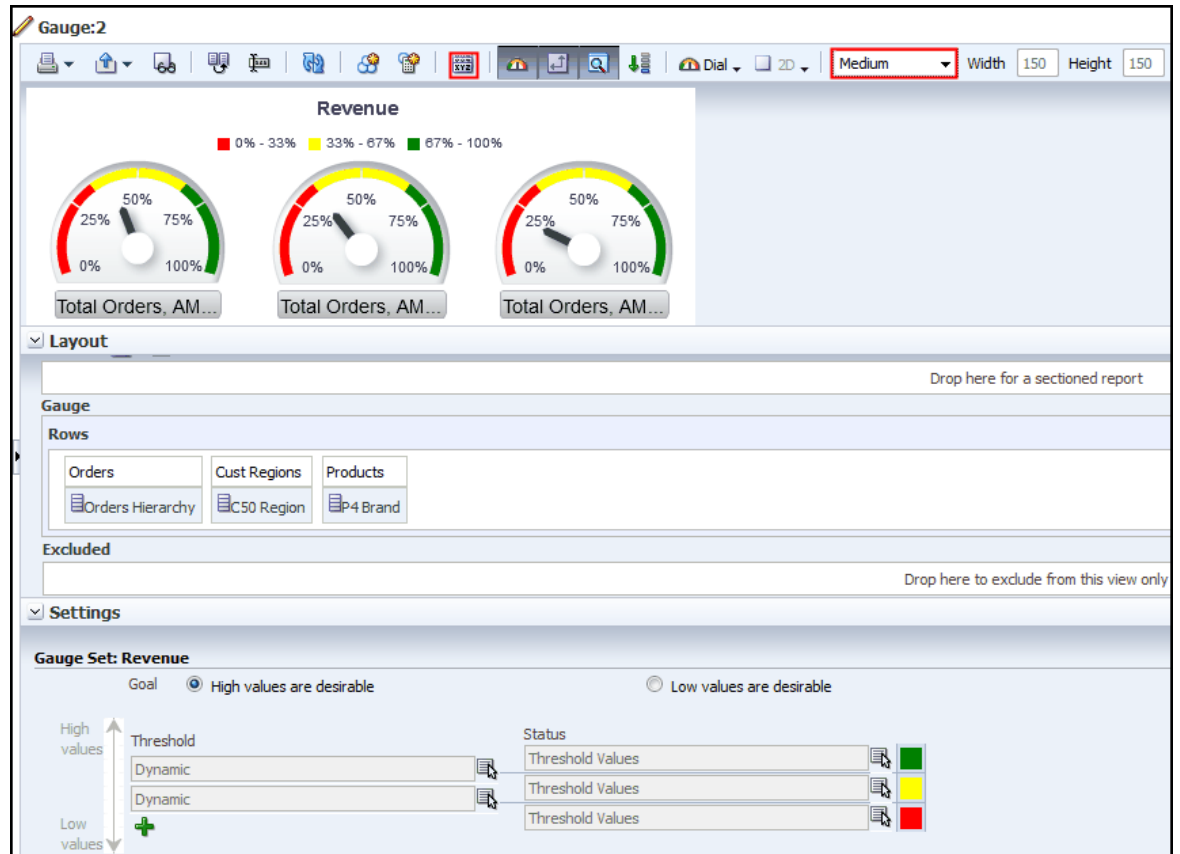 Gauge:2
XYZ Dial 2D Medium Width 150 Height 150
Revenue
0% - 33% 33% - 67% 67% - 100%
50% 50% 50%
25% 75% 25% 75% 25% 75%
0% 100% 0% 100% 0% 100%
Total Orders, AM... Total Orders, AM... Total Orders, AM...
Layout
Drop here for a sectioned report
Gauge
Rows
Orders Cust Regions Products
Orders Hierarchy C50 Region P4 Brand
Excluded
Drop here to exclude from this view only
Settings
Gauge Set: Revenue
Goal High values are desirable Low values are desirable
High values
Threshold Status
Dynamic Threshold Values
Dynamic Threshold Values
Low values Threshold Values